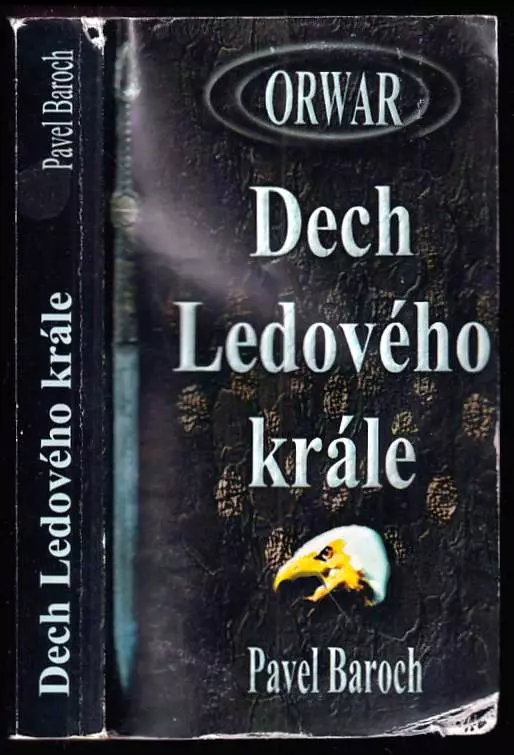 Pavel Baroch
Dech Ledového krále
ORWAR
Dech
Ledového
krále
Pavel Baroch